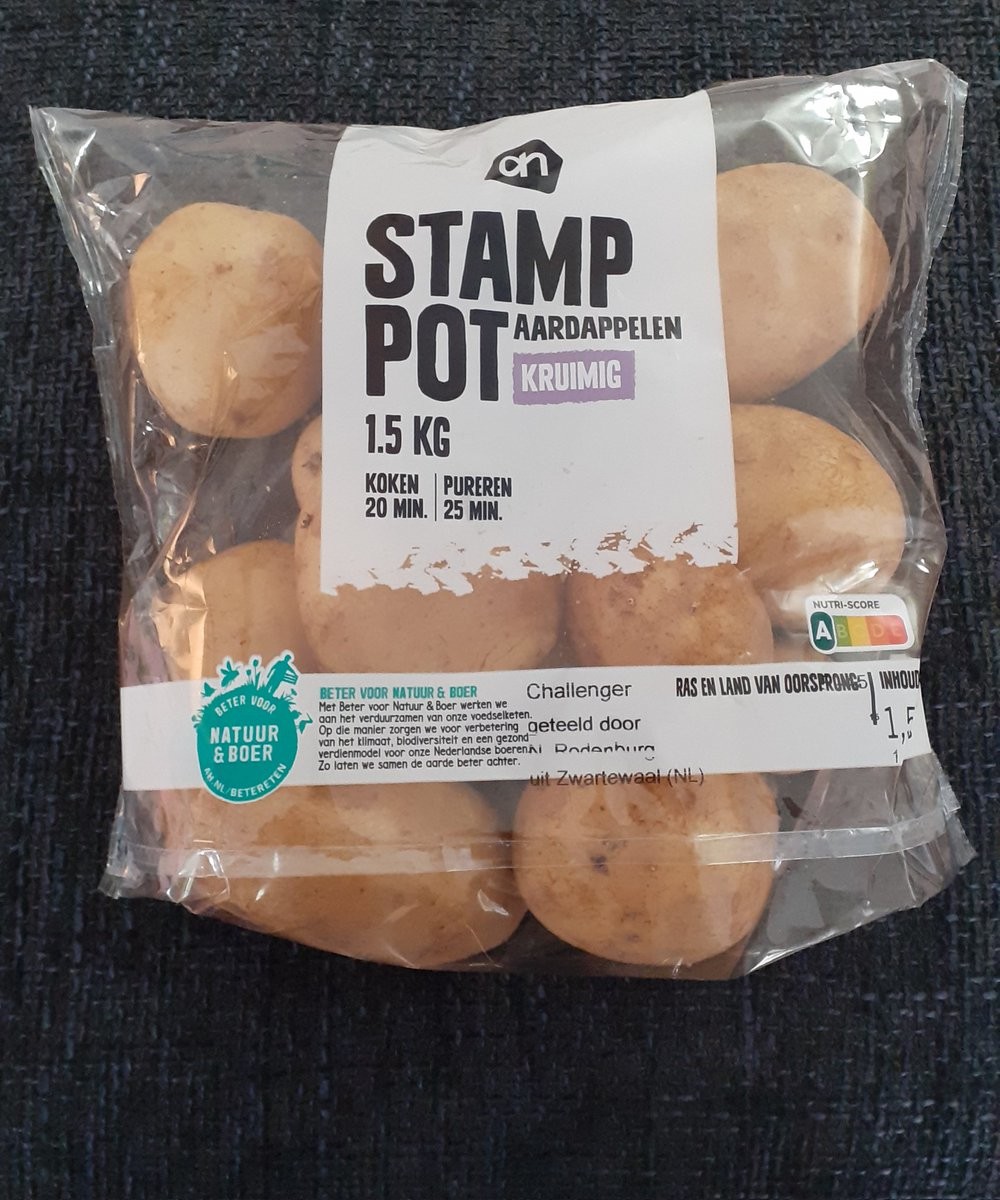 STAMP
POT AARDAPPELEN
KRUIMIG
1.5 KG
KOKEN
20 MIN.
PUREREN
25 MIN.
NUTRI-SCORE
A B C D E
BETER VOOR
NATUUR
& BOER
AH.NL/BETERETEN
BETER VOOR NATUUR & BOER
Met Beter voor Natuur & Boer werken we
aan het verduurzamen van onze voedselketen.
Op die manier zorgen we voor verbetering
van het klimaat, biodiversiteit en een gezond
verdienmodel voor onze Nederlandse boeren.
Zo laten we samen de aarde beter achter.
Challenger
geteeld door
Rodenburg
uit Zwartewaal (NL)
RAS EN LAND VAN OORSPRONG
INHOUD
1,5